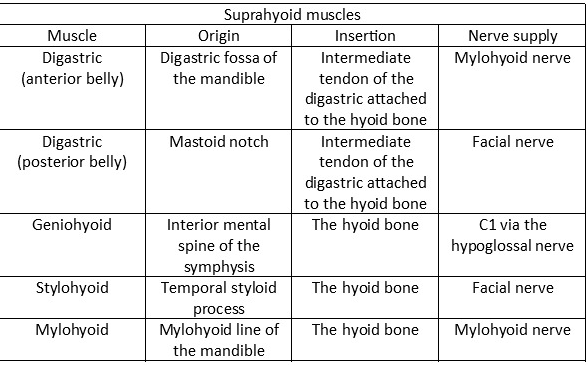 Suprahyoid muscles
Muscle Origin Insertion Nerve supply
Digastric (anterior belly) Digastric fossa of the mandible Intermediate tendon of the digastric attached to the hyoid bone Mylohyoid nerve
Digastric (posterior belly) Mastoid notch Intermediate tendon of the digastric attached to the hyoid bone Facial nerve
Geniohyoid Interior mental spine of the symphysis The hyoid bone C1 via the hypoglossal nerve
Stylohyoid Temporal styloid process The hyoid bone Facial nerve
Mylohyoid Mylohyoid line of the mandible The hyoid bone Mylohyoid nerve